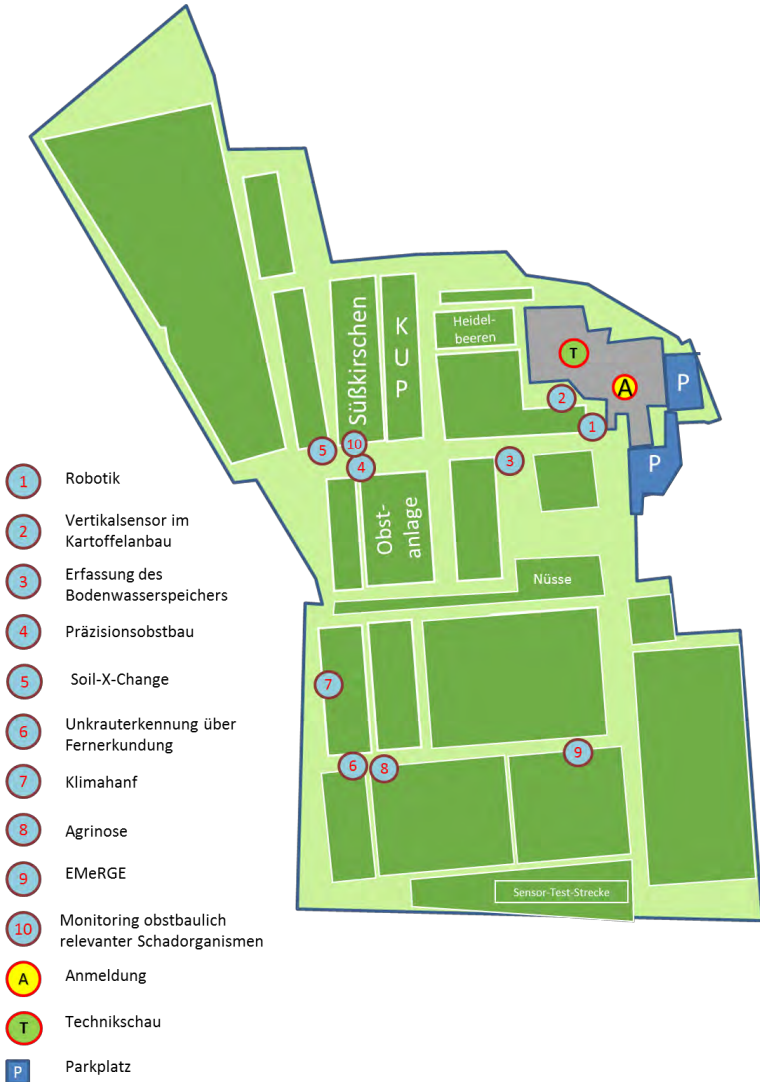 Süßkirschen
KUP
Heidel-
beeren
T
A
P
P
2
1
10
5
4
3
Obst-
anlage
Nüsse
7
6
8
9
Sensor-Test-Strecke
1 Robotik
2 Vertikalsensor im
Kartoffelanbau
3 Erfassung des
Bodenwasserspeichers
4 Präzisionsobstbau
5 Soil-X-Change
6 Unkrauterkennung über
Fernerkundung
7 Klimahanf
8 Agrinose
9 EMeRGE
10 Monitoring obstbaulich
relevanter Schadorganismen
A Anmeldung
T Technikschau
P Parkplatz